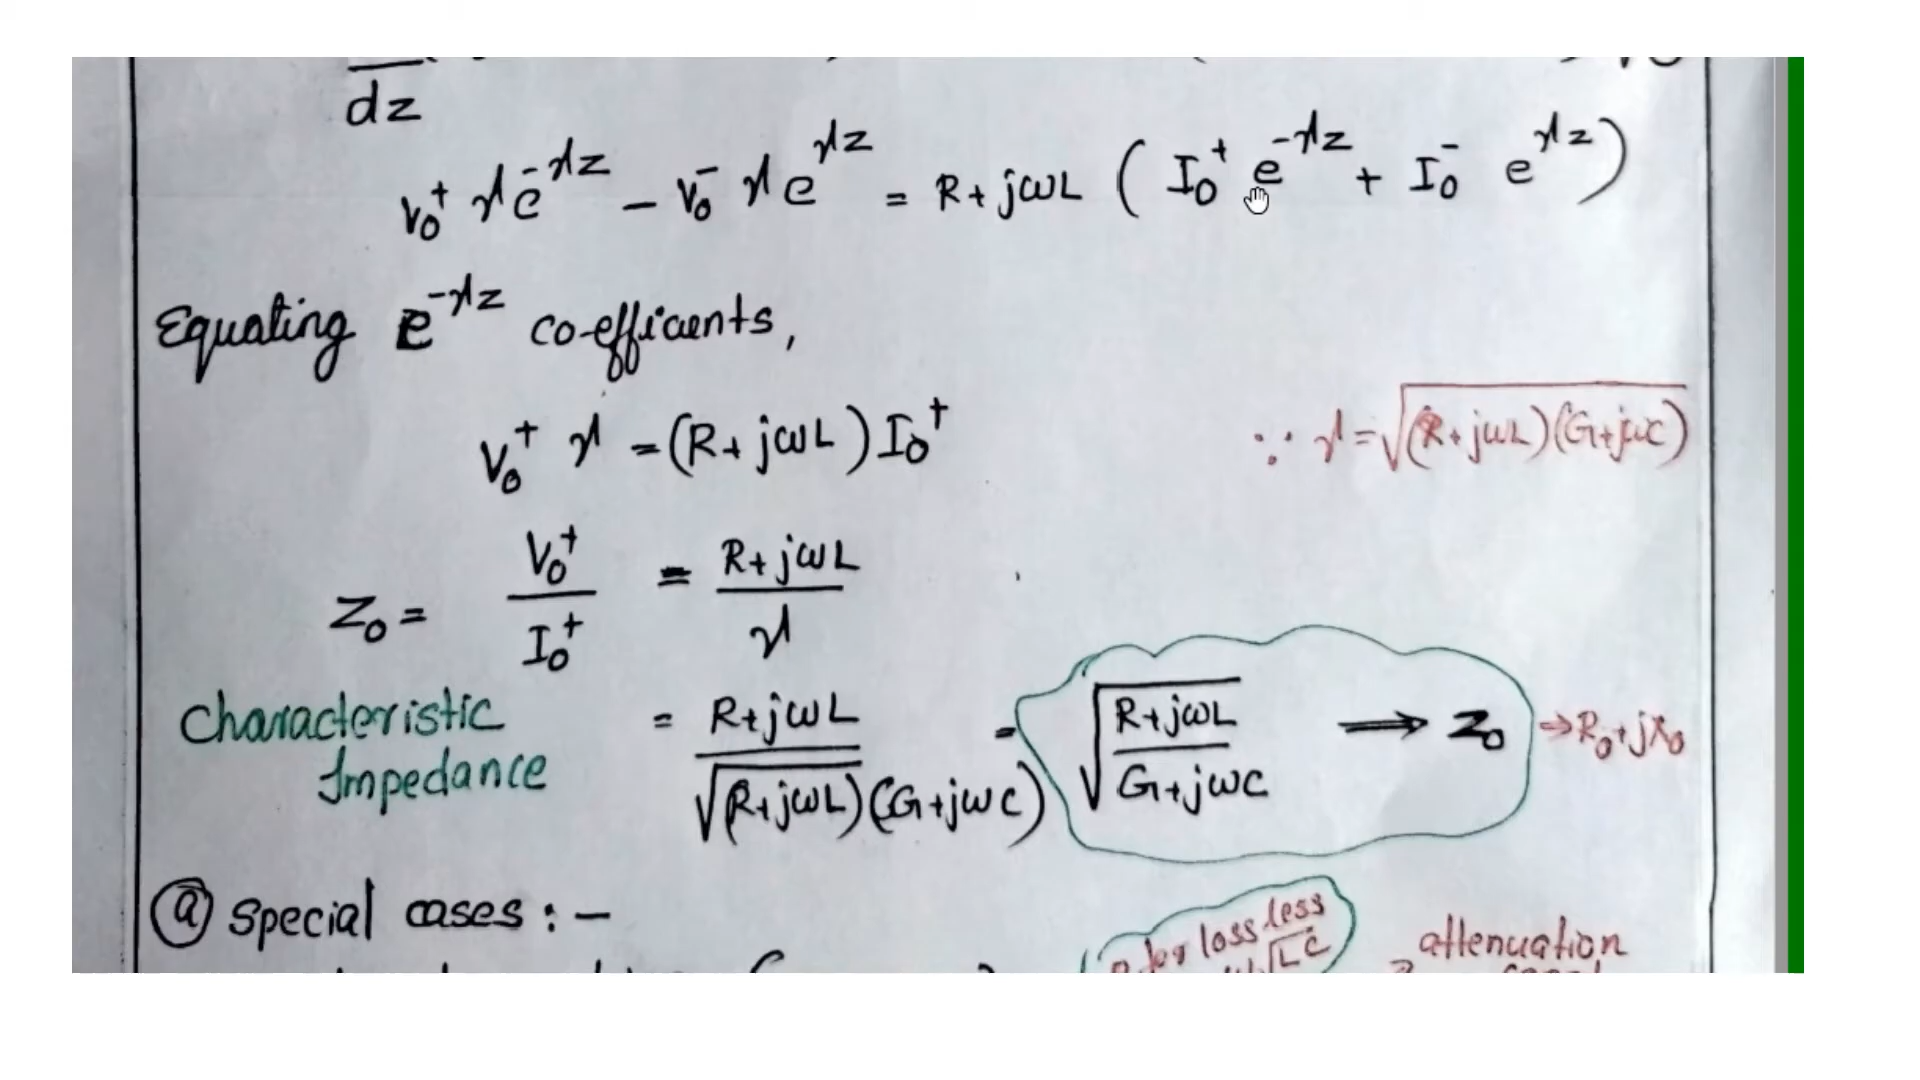 dz
V₀⁺ γ e^-γz − V₀⁻ γ e^γz = R+jωL ( I₀⁺ e^-γz + I₀⁻ e^γz )
Equating e^-γz co-efficients,
V₀⁺ γ = (R+jωL) I₀⁺
∵ γ = √(R+jωL)(G+jωC)
Z₀ = V₀⁺/I₀⁺ = R+jωL/γ
Characteristic Impedance
= R+jωL/√(R+jωL)(G+jωC) = √R+jωL/G+jωC → Z₀ → R₀+jX₀
ⓐ Special cases : −
for loss less
√LC
attenuation